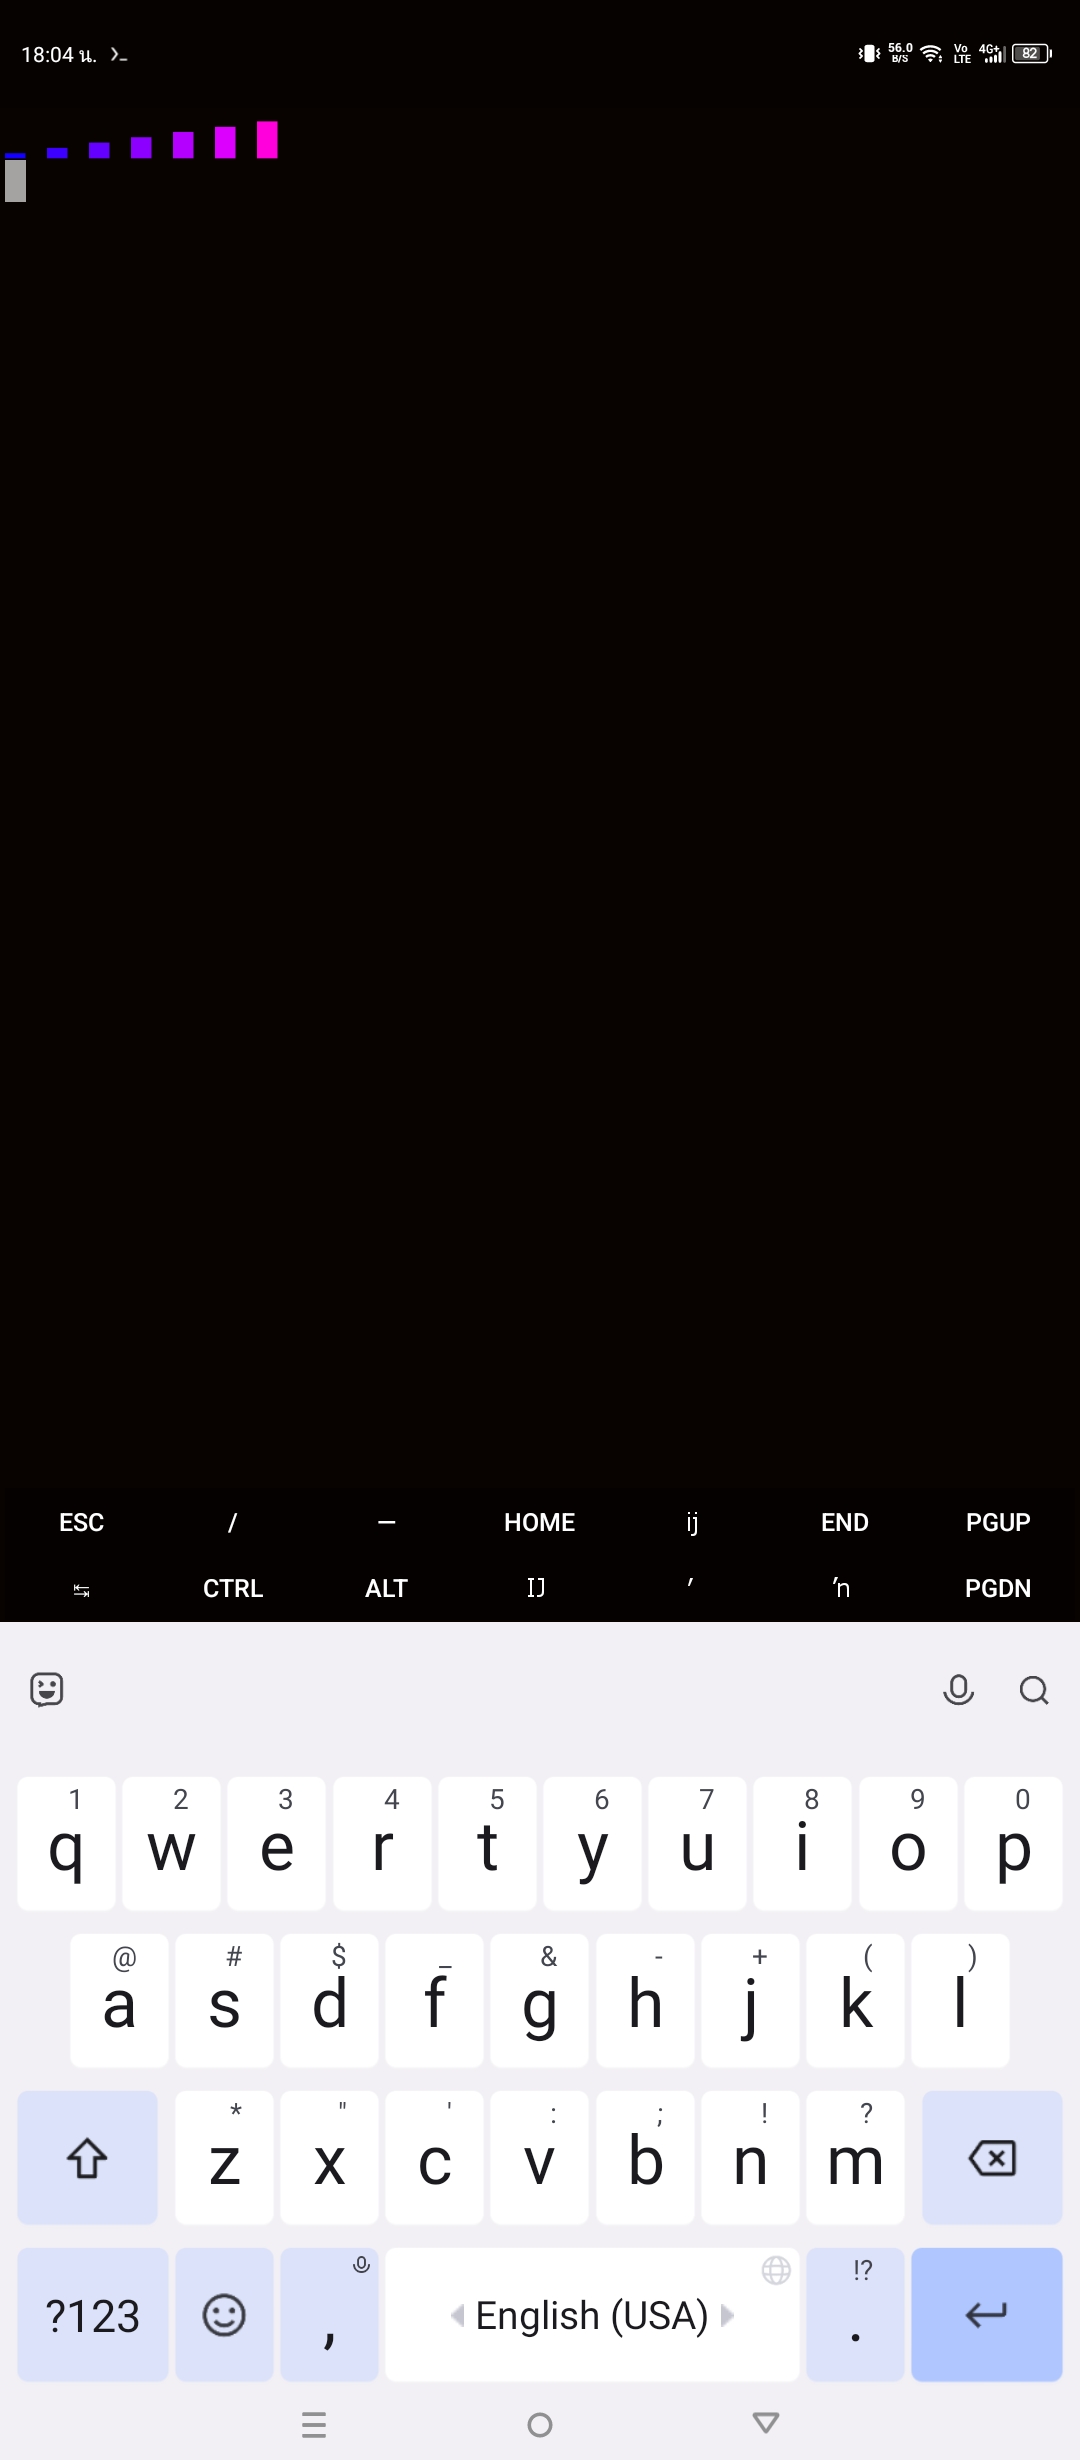 18:04 น.
56.0 B/S Vo LTE 4G+ 82
▁ ▂ ▃ ▄ ▅ ▆ ▇
ESC / — HOME ĳ END PGUP
↹ CTRL ALT Ĳ ′ ŉ PGDN
1 2 3 4 5 6 7 8 9 0
q w e r t y u i o p
@ # $ _ & - + ( )
a s d f g h j k l
* " ' : ; ! ?
z x c v b n m
!?
?123 , English (USA) .